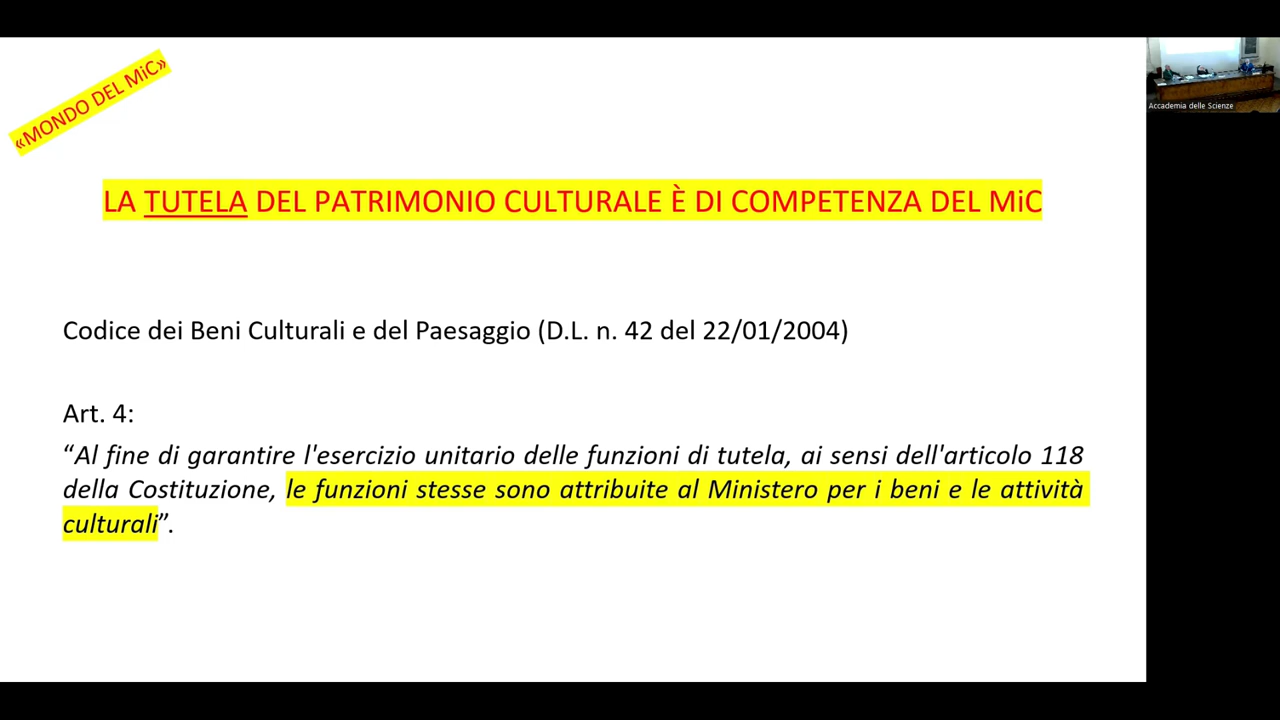 «MONDO DEL MiC»
Accademia delle Scienze
LA TUTELA DEL PATRIMONIO CULTURALE È DI COMPETENZA DEL MiC
Codice dei Beni Culturali e del Paesaggio (D.L. n. 42 del 22/01/2004)
Art. 4:
“Al fine di garantire l'esercizio unitario delle funzioni di tutela, ai sensi dell'articolo 118
della Costituzione, le funzioni stesse sono attribuite al Ministero per i beni e le attività
culturali”.